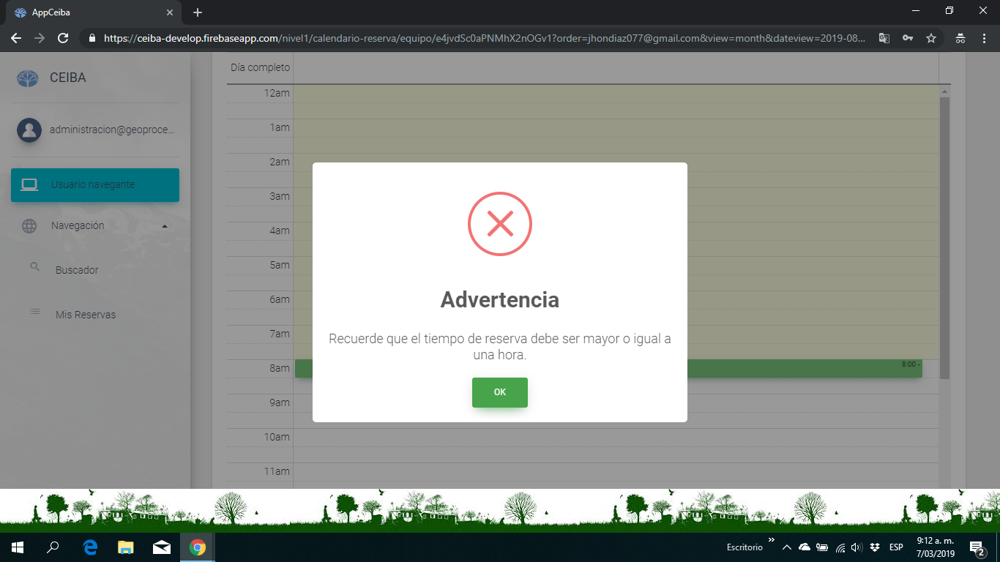 AppCeiba
https://ceiba-develop.firebaseapp.com/nivel1/calendario-reserva/equipo/e4jvdSc0aPNMhX2nOGv1?order=jhondiaz077@gmail.com&view=month&dateview=2019-08...
CEIBA
administracion@geoproce...
Usuario navegante
Navegación
Buscador
Mis Reservas
Día completo
12am
1am
2am
3am
4am
5am
6am
7am
8am
8:00 -
9am
10am
11am
Advertencia
Recuerde que el tiempo de reserva debe ser mayor o igual a
una hora.
OK
Escritorio
ESP
9:12 a. m.
7/03/2019
2